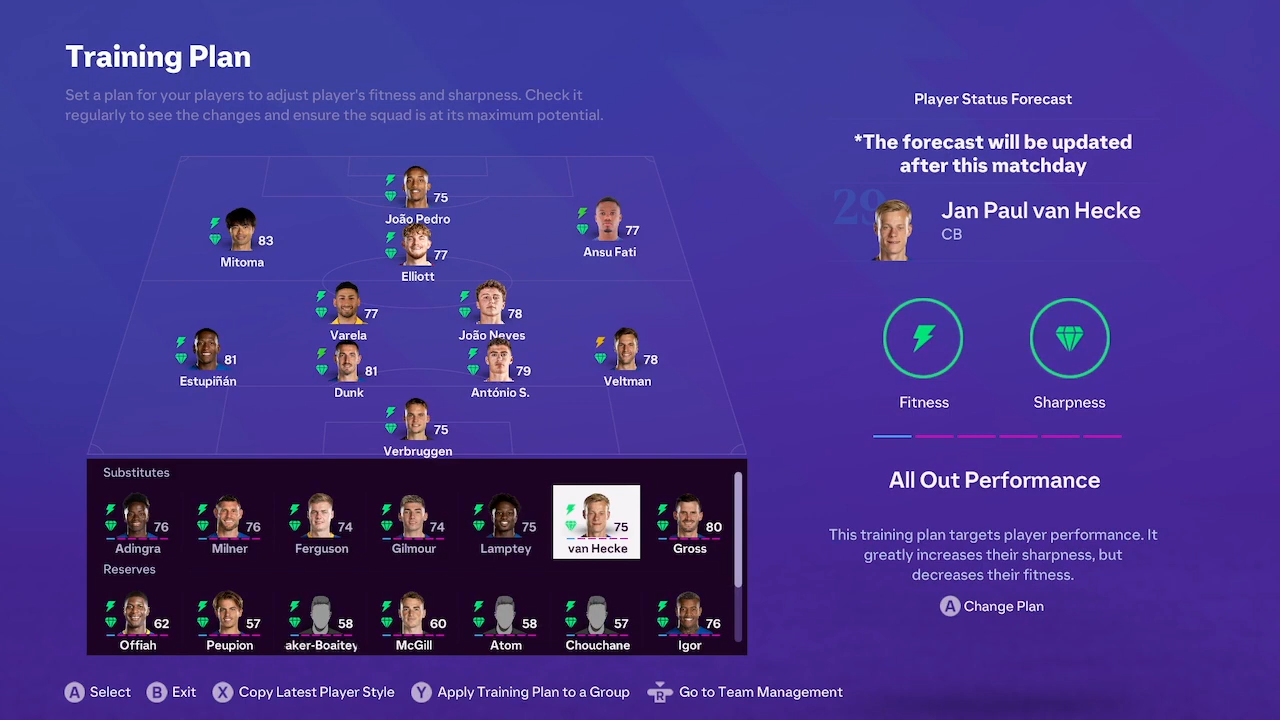 Training Plan
Set a plan for your players to adjust player's fitness and sharpness. Check it
regularly to see the changes and ensure the squad is at its maximum potential.
Player Status Forecast
*The forecast will be updated
after this matchday
29
Jan Paul van Hecke
CB
75
João Pedro
83
Mitoma
77
Ansu Fati
77
Elliott
77
Varela
78
João Neves
81
Estupiñán
81
Dunk
79
António S.
78
Veltman
75
Verbruggen
Fitness
Sharpness
All Out Performance
This training plan targets player performance. It
greatly increases their sharpness, but
decreases their fitness.
A Change Plan
Substitutes
76 76 74 74 75 75 80
Adingra Milner Ferguson Gilmour Lamptey van Hecke Gross
Reserves
62 57 58 60 58 57 76
Offiah Peupion aker-Boaitey McGill Atom Chouchane Igor
A Select B Exit X Copy Latest Player Style Y Apply Training Plan to a Group R Go to Team Management